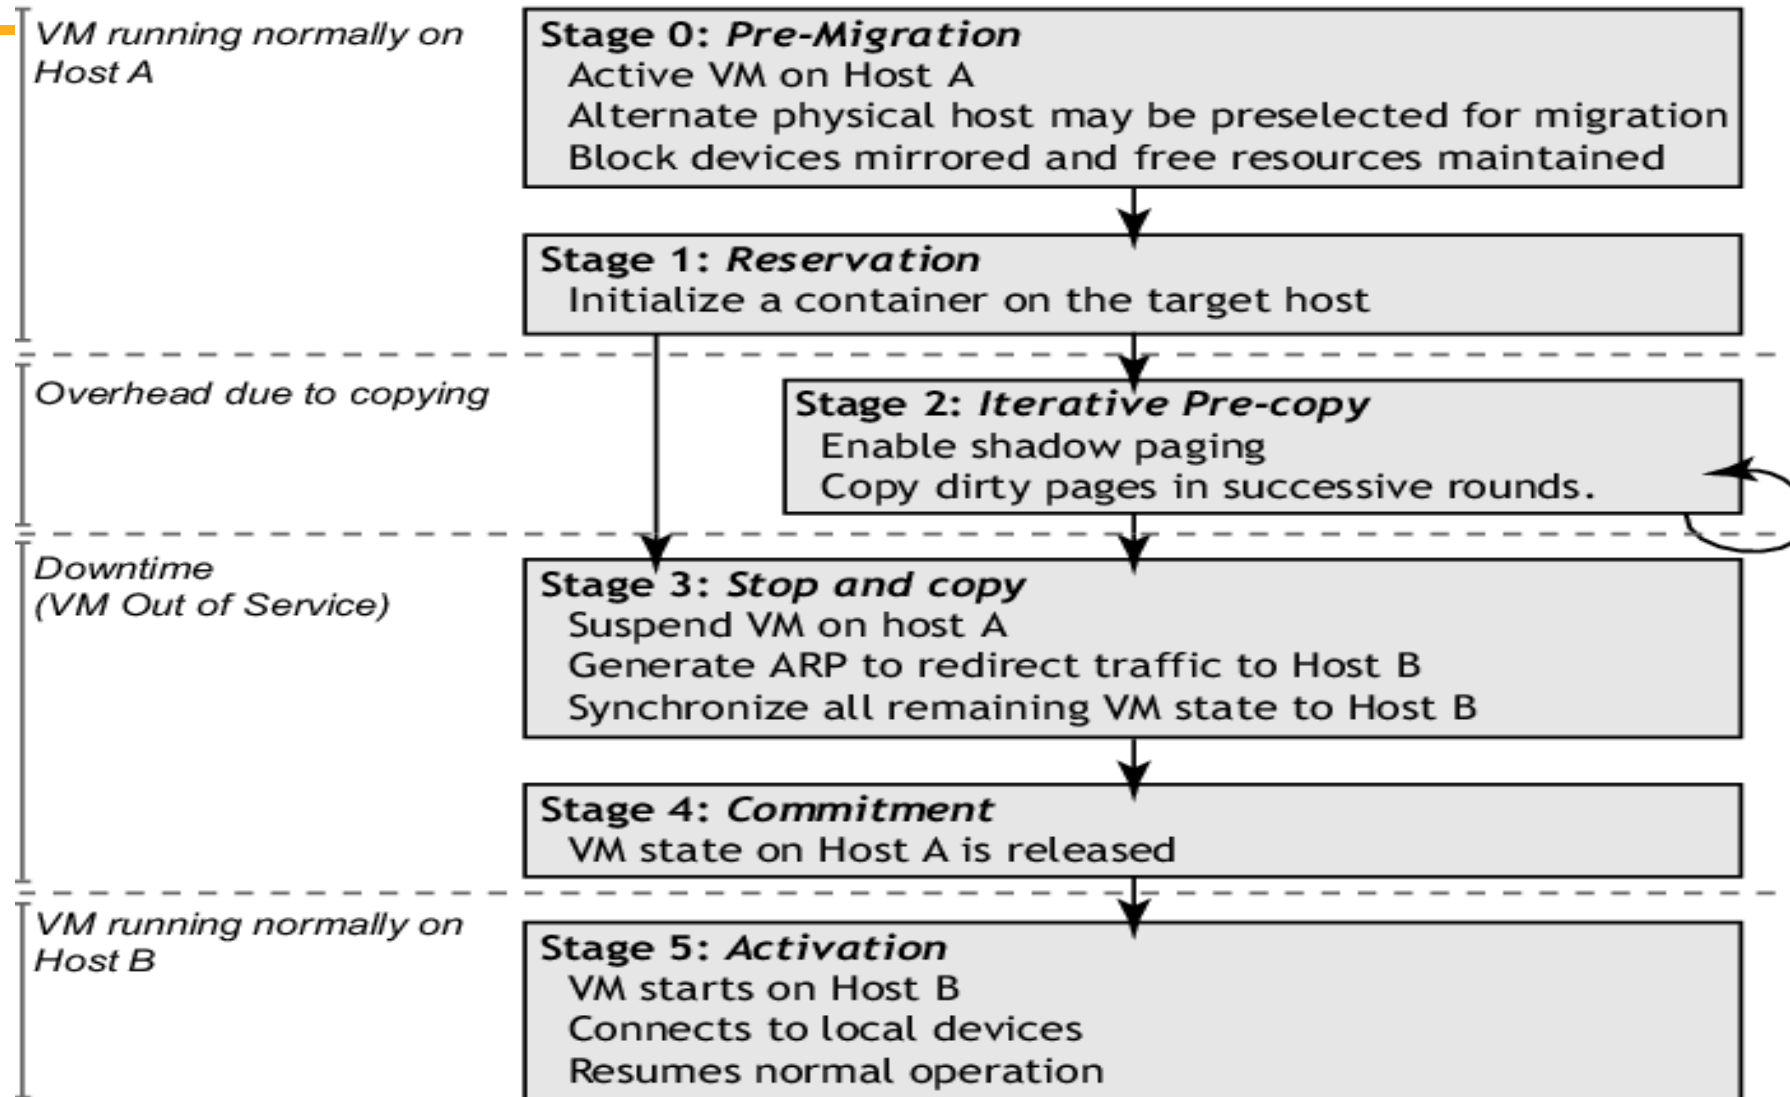 VM running normally on
Host A
Stage 0: Pre-Migration
Active VM on Host A
Alternate physical host may be preselected for migration
Block devices mirrored and free resources maintained
Stage 1: Reservation
Initialize a container on the target host
Overhead due to copying
Stage 2: Iterative Pre-copy
Enable shadow paging
Copy dirty pages in successive rounds.
Downtime
(VM Out of Service)
Stage 3: Stop and copy
Suspend VM on host A
Generate ARP to redirect traffic to Host B
Synchronize all remaining VM state to Host B
Stage 4: Commitment
VM state on Host A is released
VM running normally on
Host B
Stage 5: Activation
VM starts on Host B
Connects to local devices
Resumes normal operation